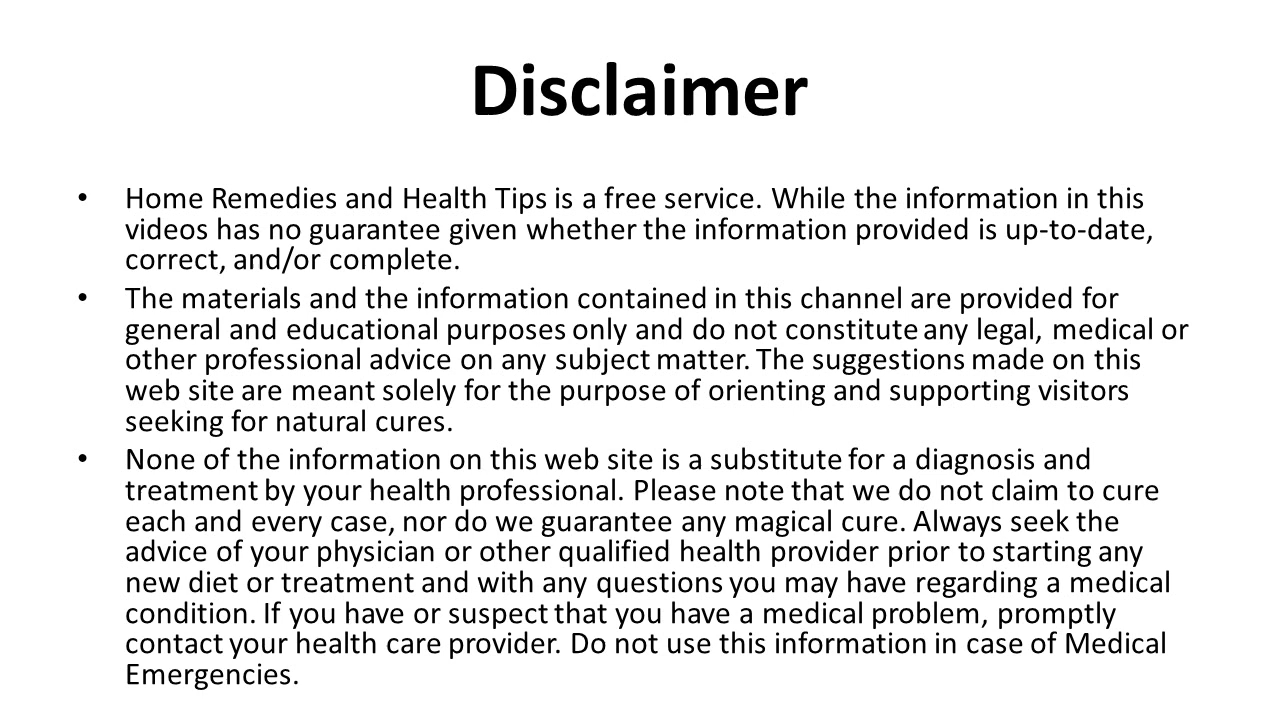 Disclaimer
• Home Remedies and Health Tips is a free service. While the information in this
videos has no guarantee given whether the information provided is up-to-date,
correct, and/or complete.
• The materials and the information contained in this channel are provided for
general and educational purposes only and do not constitute any legal, medical or
other professional advice on any subject matter. The suggestions made on this
web site are meant solely for the purpose of orienting and supporting visitors
seeking for natural cures.
• None of the information on this web site is a substitute for a diagnosis and
treatment by your health professional. Please note that we do not claim to cure
each and every case, nor do we guarantee any magical cure. Always seek the
advice of your physician or other qualified health provider prior to starting any
new diet or treatment and with any questions you may have regarding a medical
condition. If you have or suspect that you have a medical problem, promptly
contact your health care provider. Do not use this information in case of Medical
Emergencies.